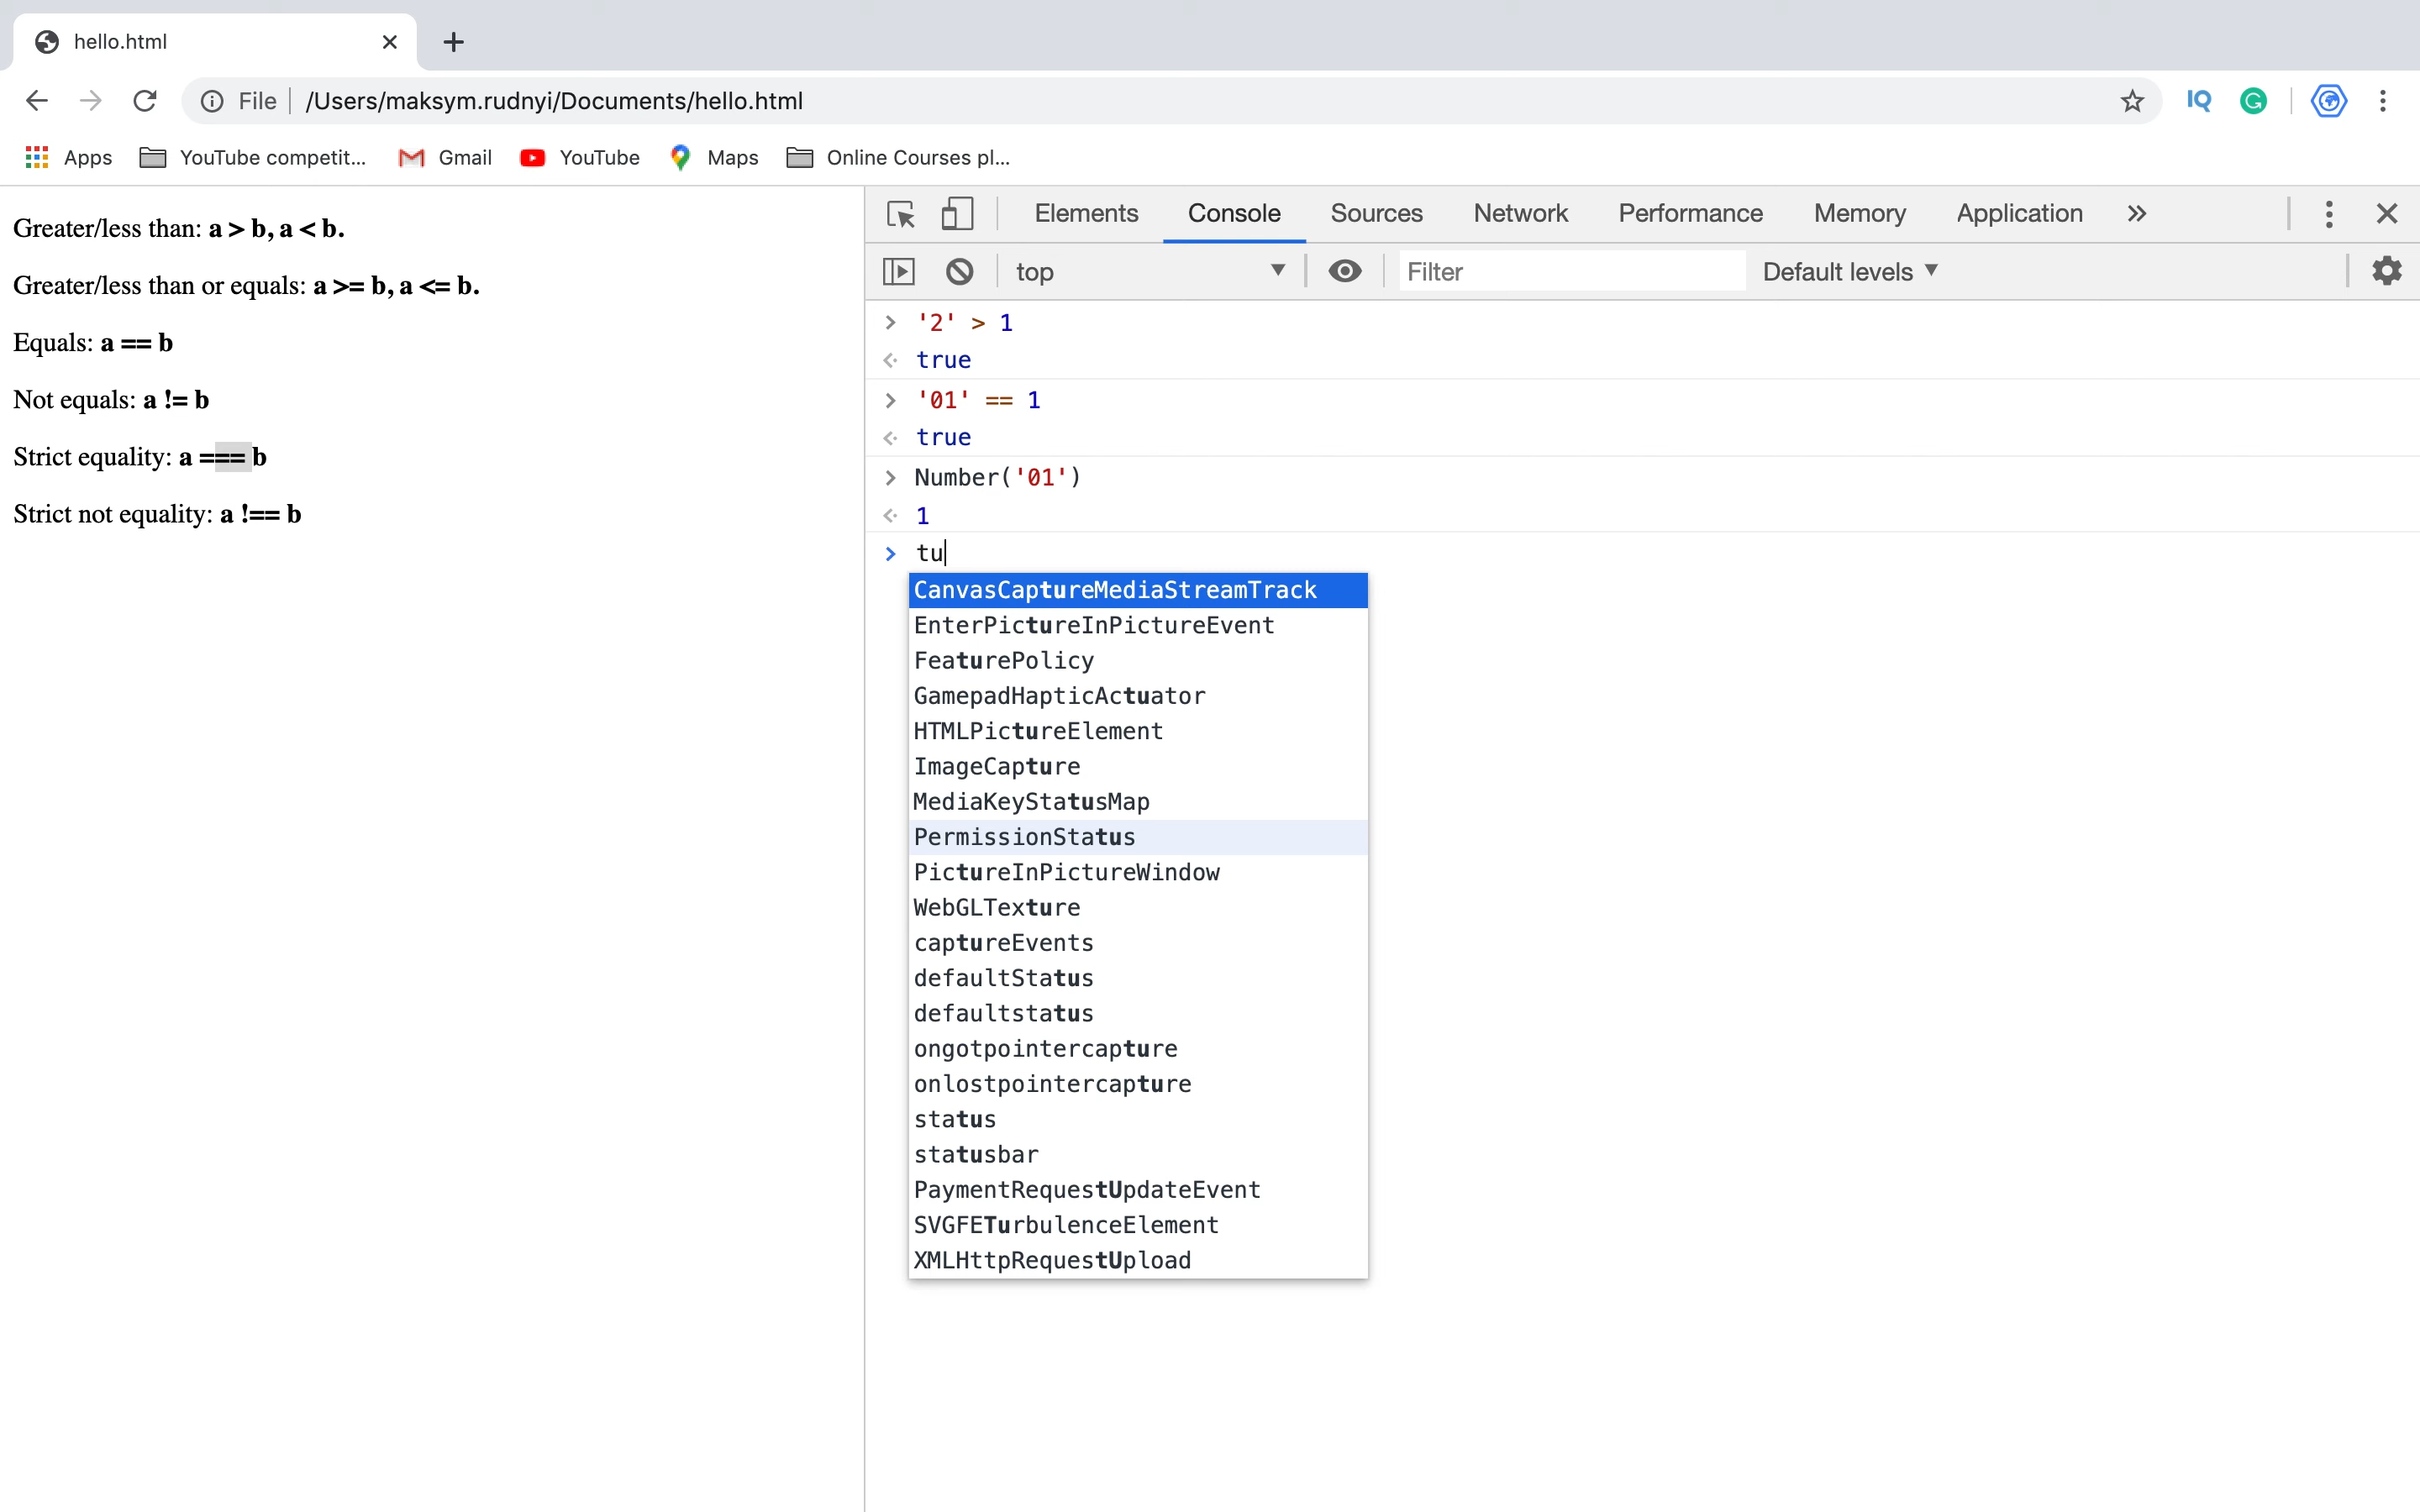 hello.html
File /Users/maksym.rudnyi/Documents/hello.html
IQ
Apps YouTube competit... Gmail YouTube Maps Online Courses pl...
Greater/less than: a > b, a < b.
Greater/less than or equals: a >= b, a <= b.
Equals: a == b
Not equals: a != b
Strict equality: a === b
Strict not equality: a !== b
Elements Console Sources Network Performance Memory Application
top Filter Default levels
'2' > 1
true
'01' == 1
true
Number('01')
1
tu
CanvasCaptureMediaStreamTrack
EnterPictureInPictureEvent
FeaturePolicy
GamepadHapticActuator
HTMLPictureElement
ImageCapture
MediaKeyStatusMap
PermissionStatus
PictureInPictureWindow
WebGLTexture
captureEvents
defaultStatus
defaultstatus
ongotpointercapture
onlostpointercapture
status
statusbar
PaymentRequestUpdateEvent
SVGFETurbulenceElement
XMLHttpRequestUpload